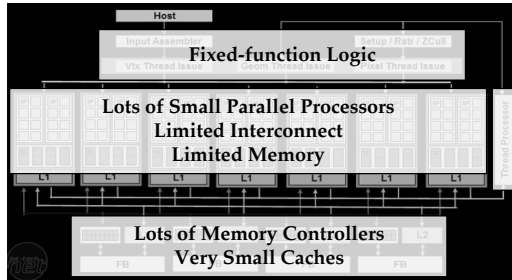 Host
Input Assembler
Setup / Rstr / ZCull
Fixed-function Logic
Vtx Thread Issue
Geom Thread Issue
Pixel Thread Issue
Lots of Small Parallel Processors
Limited Interconnect
Limited Memory
Thread Processor
L1 L1 L1 L1 L1 L1 L1
Lots of Memory Controllers
L2
Very Small Caches
FB FB FB FB